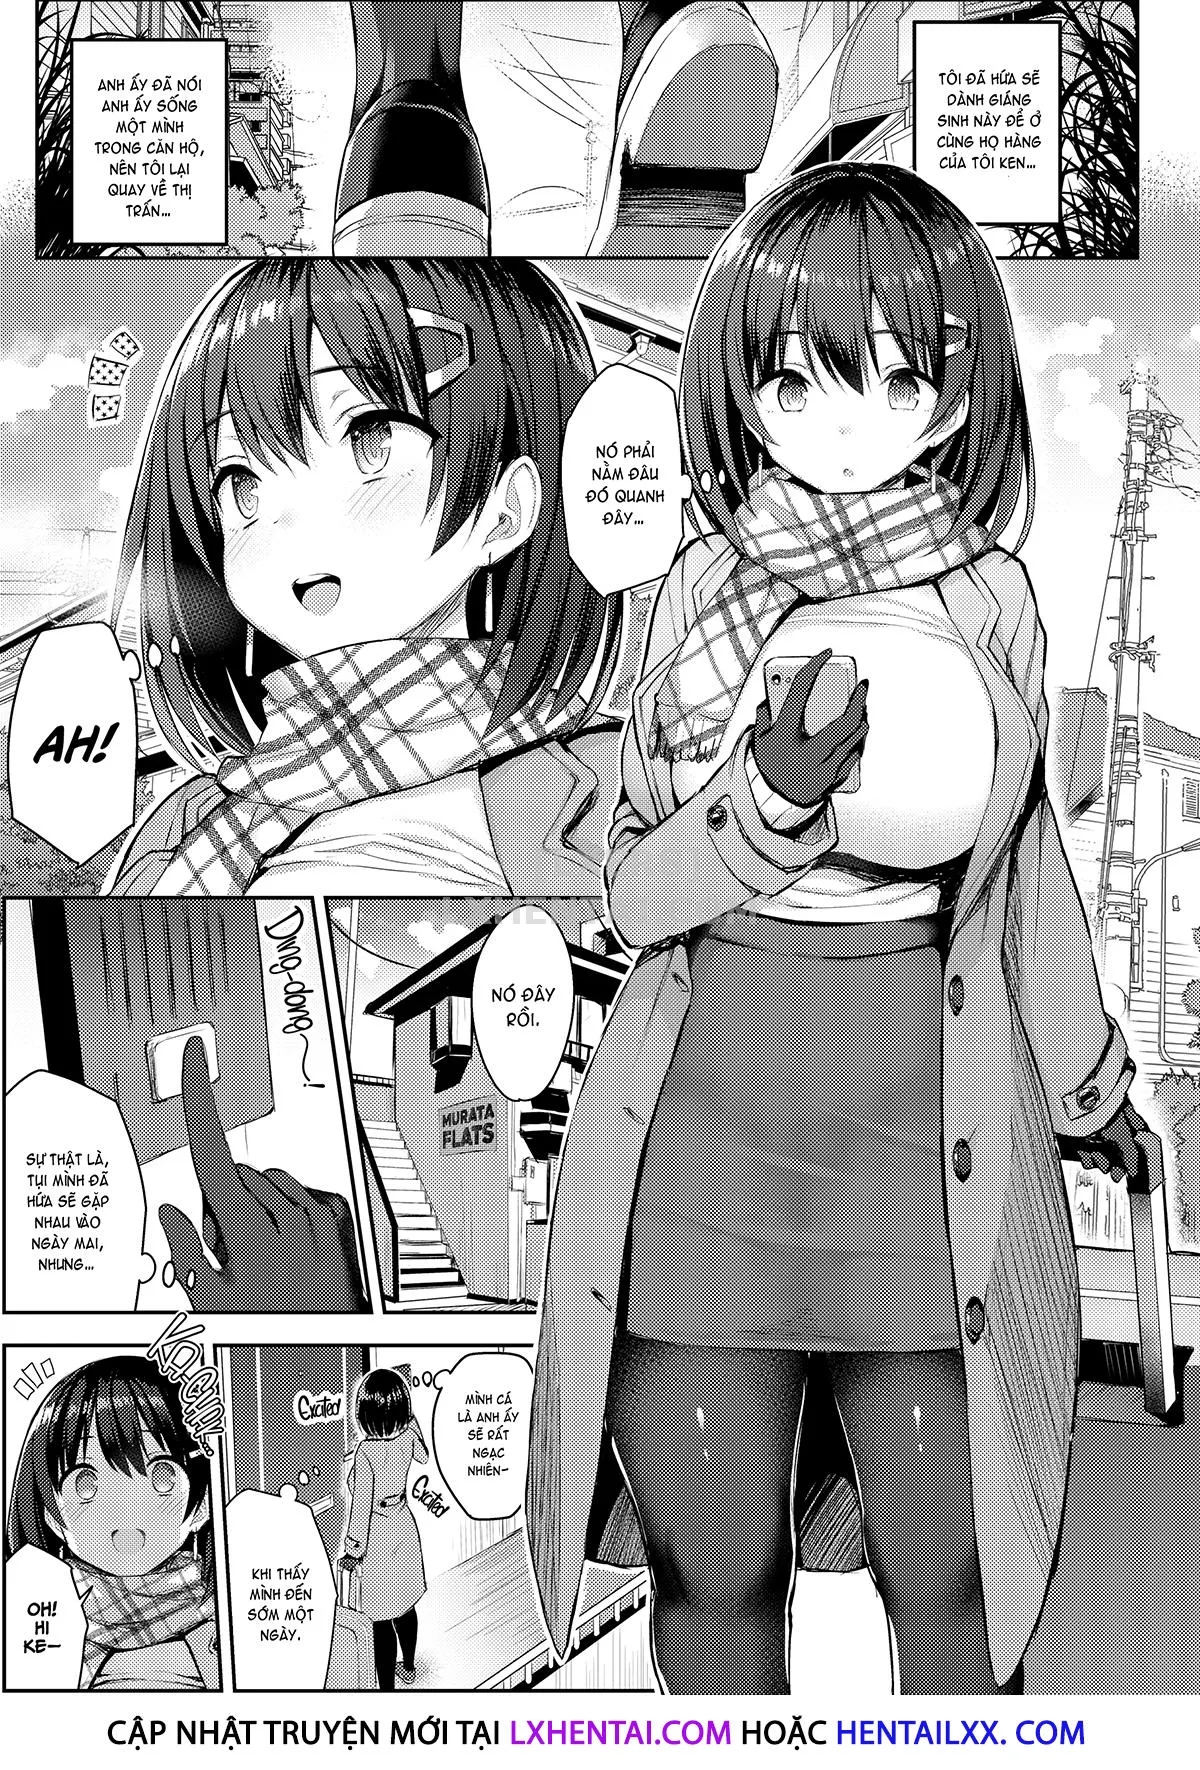 TÔI ĐÃ HỨA SẼ
DÀNH GIÁNG
SINH NÀY ĐỂ Ở
CÙNG HỌ HÀNG
CỦA TÔI KEN...
ANH ẤY ĐÃ NÓI
ANH ẤY SỐNG
MỘT MÌNH
TRONG CĂN HỘ,
NÊN TÔI LẠI
QUAY VỀ THỊ
TRẤN...
NÓ PHẢI
NẰM ĐÂU
ĐÓ QUANH
ĐÂY...
AH!
NÓ ĐÂY
RỒI.
MURATA
FLATS
Ding-dong~!
SỰ THẬT LÀ,
TỤI MÌNH ĐÃ
HỨA SẼ GẶP
NHAU VÀO
NGÀY MAI,
NHƯNG...
MÌNH CÁ
LÀ ANH ẤY
SẼ RẤT
NGẠC
NHIÊN-
Excited
Excited
KHI THẤY
MÌNH ĐẾN
SỚM MỘT
NGÀY.
OH!
HI
KE-
CẬP NHẬT TRUYỆN MỚI TẠI LXHENTAI.COM HOẶC HENTAILXX. COM